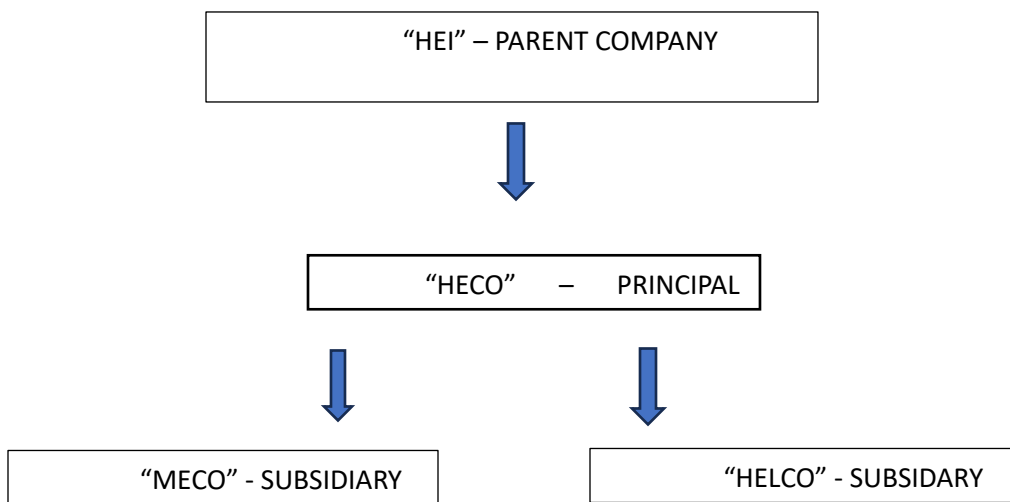 “HEI” – PARENT COMPANY
“HECO” – PRINCIPAL
“MECO” - SUBSIDIARY
“HELCO” - SUBSIDARY